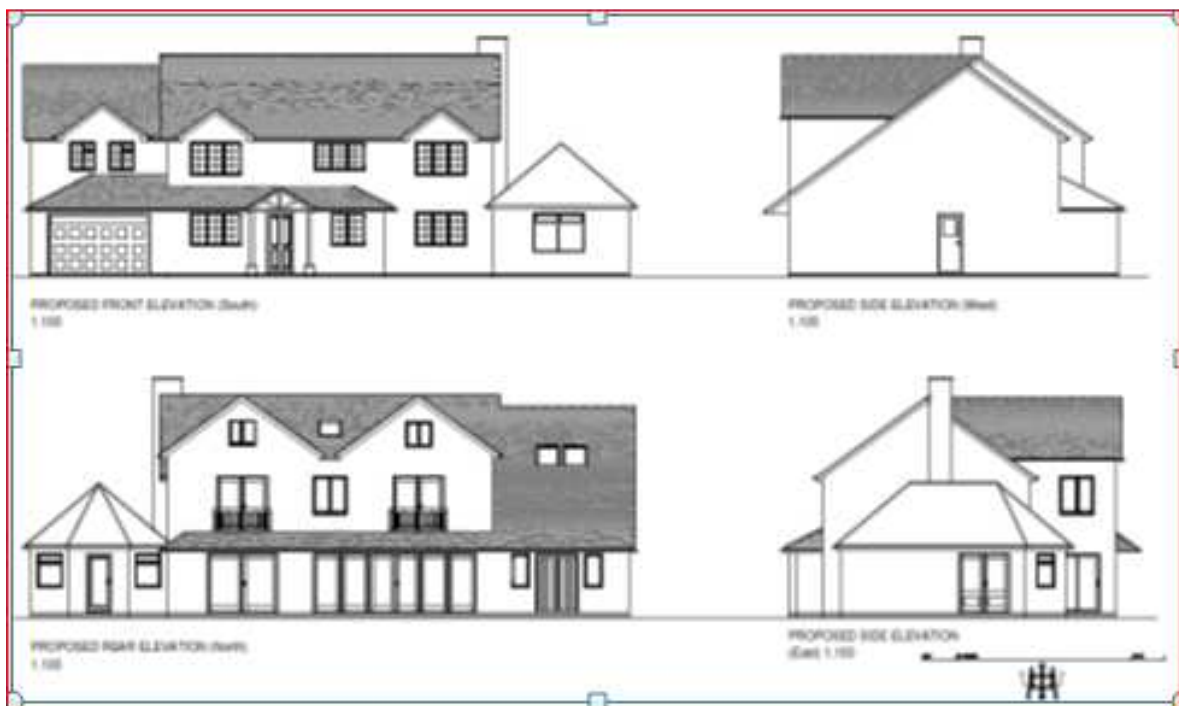 PROPOSED FRONT ELEVATION (South)
1.100
PROPOSED SIDE ELEVATION (West)
1.100
PROPOSED REAR ELEVATION (North)
1.100
PROPOSED SIDE ELEVATION
(East) 1.100